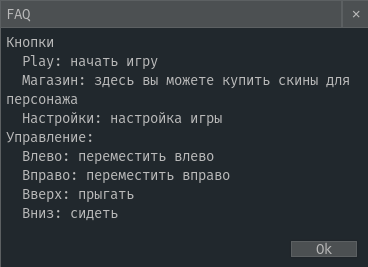 FAQ ×
Кнопки
Play: начать игру
Магазин: здесь вы можете купить скины для
персонажа
Настройки: настройка игры
Управление:
Влево: переместить влево
Вправо: переместить вправо
Вверх: прыгать
Вниз: сидеть
Ok